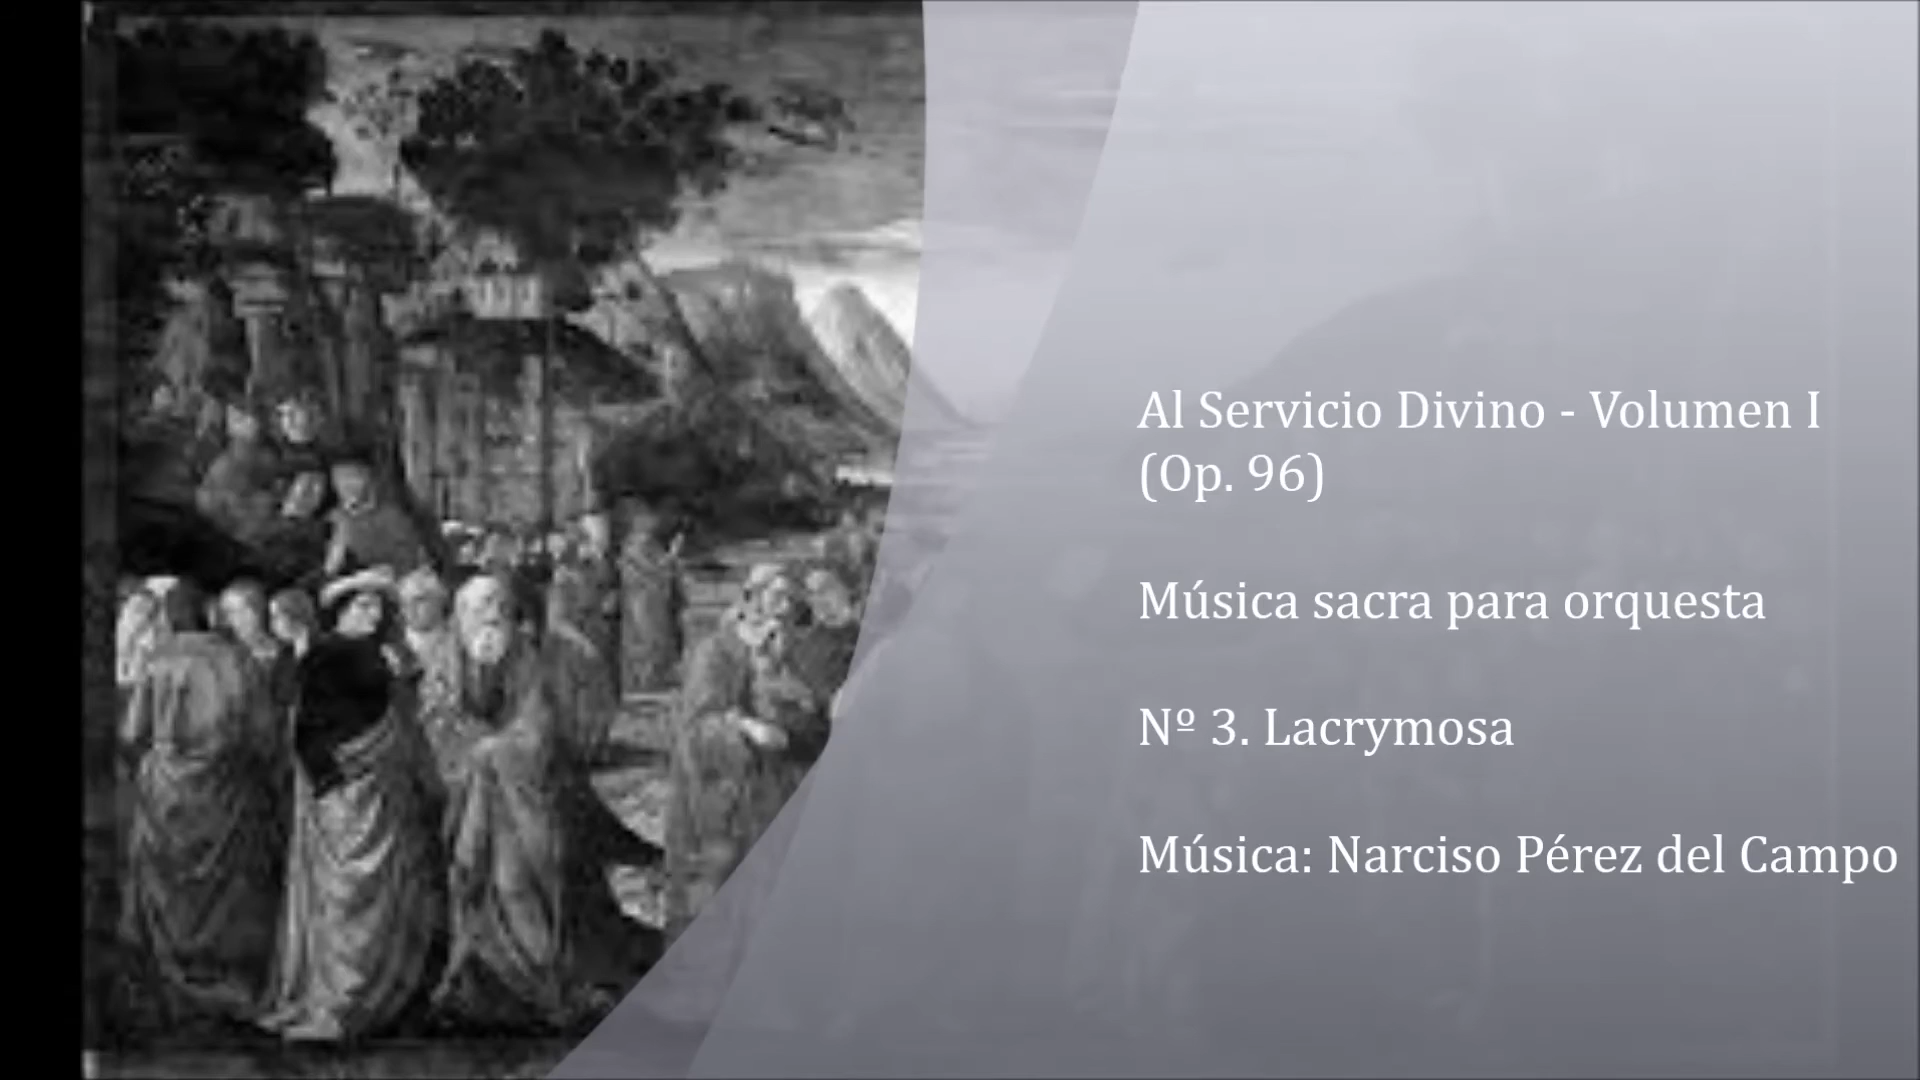 Al Servicio Divino - Volumen I
(Op. 96)
Música sacra para orquesta
Nº 3. Lacrymosa
Música: Narciso Pérez del Campo